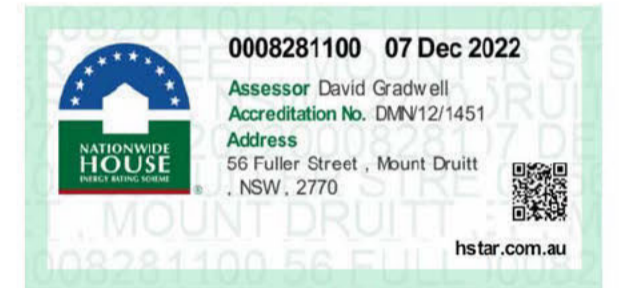 0008281100 07 Dec 2022
Assessor David Gradwell
Accreditation No. DMN/12/1451
Address
56 Fuller Street , Mount Druitt
, NSW , 2770
NATIONWIDE
HOUSE
ENERGY RATING SCHEME
®
hstar.com.au